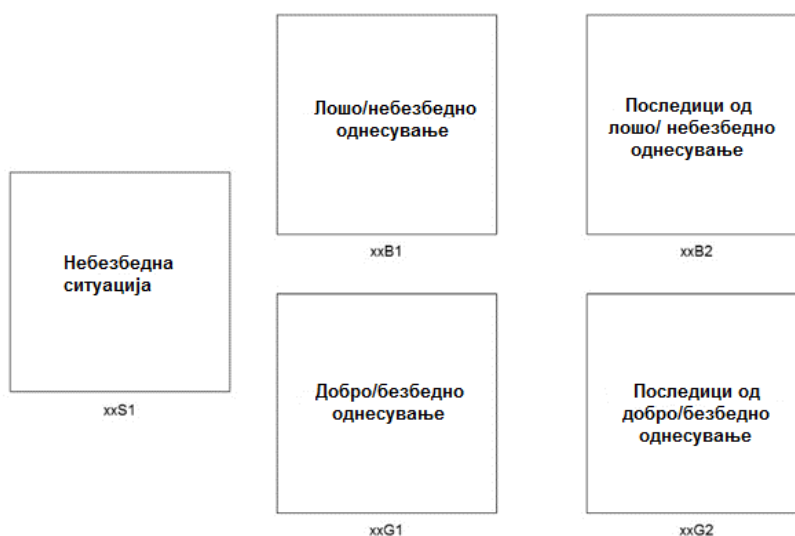 Лошо/небезбедно
однесување
xxB1
Последици од
лошо/ небезбедно
однесување
xxB2
Небезбедна
ситуација
xxS1
Добро/безбедно
однесување
xxG1
Последици од
добро/безбедно
однесување
xxG2